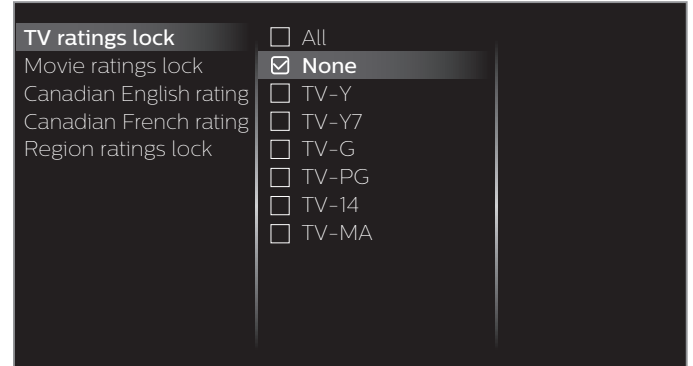 TV ratings lock
Movie ratings lock
Canadian English rating
Canadian French rating
Region ratings lock
All
None
TV-Y
TV-Y7
TV-G
TV-PG
TV-14
TV-MA